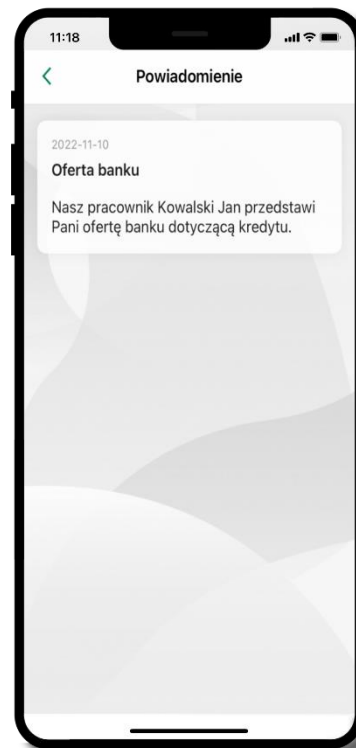 11:18
Powiadomienie
2022-11-10
Oferta banku
Nasz pracownik Kowalski Jan przedstawi
Pani ofertę banku dotyczącą kredytu.